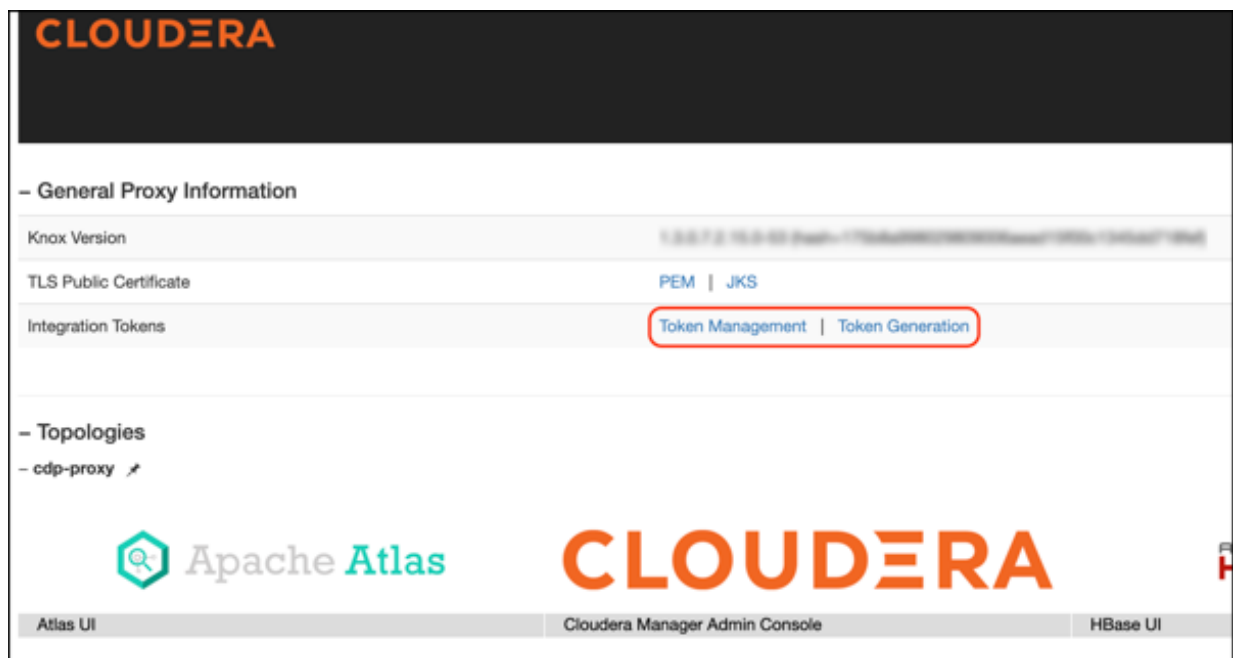 CLOUDERA
– General Proxy Information
Knox Version
TLS Public Certificate PEM | JKS
Integration Tokens Token Management | Token Generation
– Topologies
– cdp-proxy
Apache Atlas CLOUDERA
Atlas UI Cloudera Manager Admin Console HBase UI